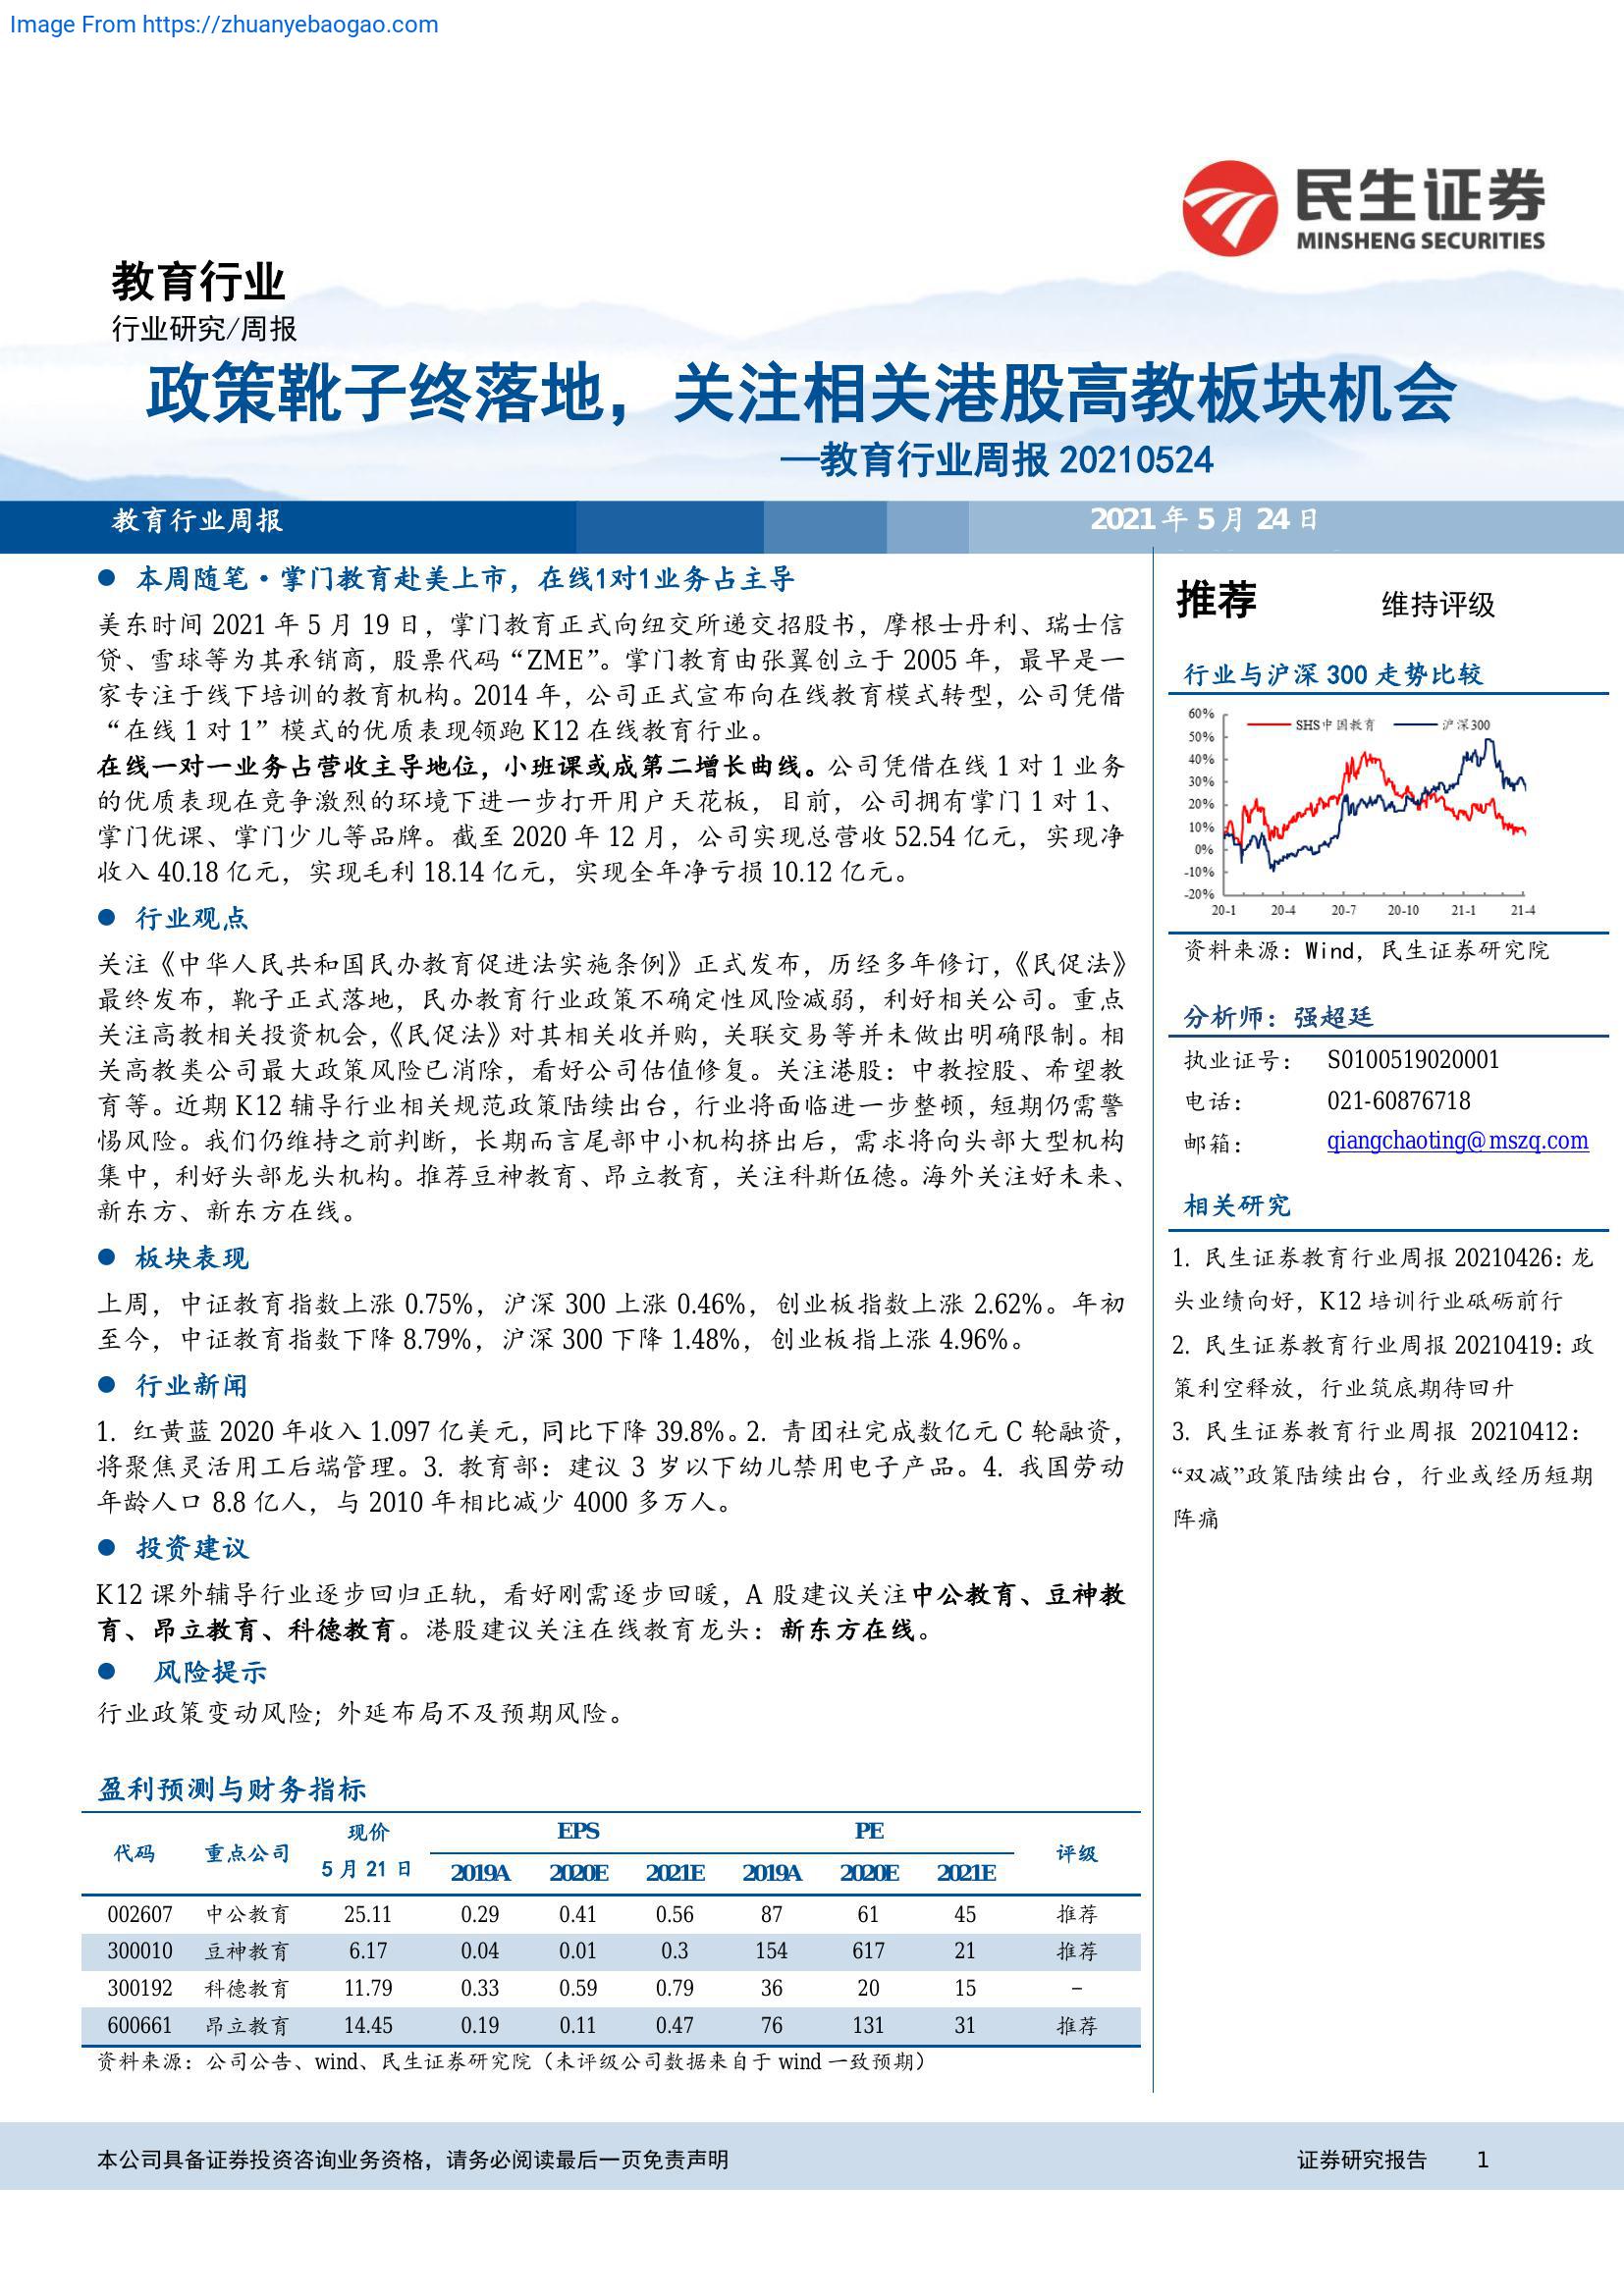 Image From https://zhuanyebaogao.com
民生证券
MINSHENG SECURITIES
教育行业
行业研究/周报
政策靴子终落地，关注相关港股高教板块机会
—教育行业周报 20210524
教育行业周报
2021 年 5 月 24 日
● 本周随笔·掌门教育赴美上市，在线1对1业务占主导
美东时间 2021 年 5 月 19 日，掌门教育正式向纽交所递交招股书，摩根士丹利、瑞士信
贷、雪球等为其承销商，股票代码“ZME”。掌门教育由张翼创立于 2005 年，最早是一
家专注于线下培训的教育机构。2014 年，公司正式宣布向在线教育模式转型，公司凭借
“在线 1 对 1”模式的优质表现领跑 K12 在线教育行业。
在线一对一业务占营收主导地位，小班课或成第二增长曲线。公司凭借在线 1 对 1 业务
的优质表现在竞争激烈的环境下进一步打开用户天花板，目前，公司拥有掌门 1 对 1、
掌门优课、掌门少儿等品牌。截至 2020 年 12 月，公司实现总营收 52.54 亿元，实现净
收入 40.18 亿元，实现毛利 18.14 亿元，实现全年净亏损 10.12 亿元。
● 行业观点
关注《中华人民共和国民办教育促进法实施条例》正式发布，历经多年修订，《民促法》
最终发布，靴子正式落地，民办教育行业政策不确定性风险减弱，利好相关公司。重点
关注高教相关投资机会，《民促法》对其相关收并购，关联交易等并未做出明确限制。相
关高教类公司最大政策风险已消除，看好公司估值修复。关注港股：中教控股、希望教
育等。近期 K12 辅导行业相关规范政策陆续出台，行业将面临进一步整顿，短期仍需警
惕风险。我们仍维持之前判断，长期而言尾部中小机构挤出后，需求将向头部大型机构
集中，利好头部龙头机构。推荐豆神教育、昂立教育，关注科斯伍德。海外关注好未来、
新东方、新东方在线。
● 板块表现
上周，中证教育指数上涨 0.75%，沪深 300 上涨 0.46%，创业板指数上涨 2.62%。年初
至今，中证教育指数下降 8.79%，沪深 300 下降 1.48%，创业板指上涨 4.96%。
● 行业新闻
1. 红黄蓝 2020 年收入 1.097 亿美元，同比下降 39.8%。2. 青团社完成数亿元 C 轮融资，
将聚焦灵活用工后端管理。3. 教育部：建议 3 岁以下幼儿禁用电子产品。4. 我国劳动
年龄人口 8.8 亿人，与 2010 年相比减少 4000 多万人。
● 投资建议
K12 课外辅导行业逐步回归正轨，看好刚需逐步回暖，A 股建议关注中公教育、豆神教
育、昂立教育、科德教育。港股建议关注在线教育龙头：新东方在线。
● 风险提示
行业政策变动风险；外延布局不及预期风险。
盈利预测与财务指标
代码 重点公司 现价 EPS PE 评级
5 月 21 日 2019A 2020E 2021E 2019A 2020E 2021E
002607 中公教育 25.11 0.29 0.41 0.56 87 61 45 推荐
300010 豆神教育 6.17 0.04 0.01 0.3 154 617 21 推荐
300192 科德教育 11.79 0.33 0.59 0.79 36 20 15 –
600661 昂立教育 14.45 0.19 0.11 0.47 76 131 31 推荐
资料来源：公司公告、wind、民生证券研究院（未评级公司数据来自于 wind 一致预期）
推荐 维持评级
行业与沪深 300 走势比较
SHS中国教育 沪深300
60%
50%
40%
30%
20%
10%
0%
-10%
-20%
20-1 20-4 20-7 20-10 21-1 21-4
资料来源：Wind，民生证券研究院
分析师：强超廷
执业证号： S0100519020001
电话： 021-60876718
邮箱： qiangchaoting@mszq.com
相关研究
1. 民生证券教育行业周报 20210426：龙
头业绩向好，K12 培训行业砥砺前行
2. 民生证券教育行业周报 20210419：政
策利空释放，行业筑底期待回升
3. 民生证券教育行业周报 20210412：
“双减”政策陆续出台，行业或经历短期
阵痛
本公司具备证券投资咨询业务资格，请务必阅读最后一页免责声明
证券研究报告 1